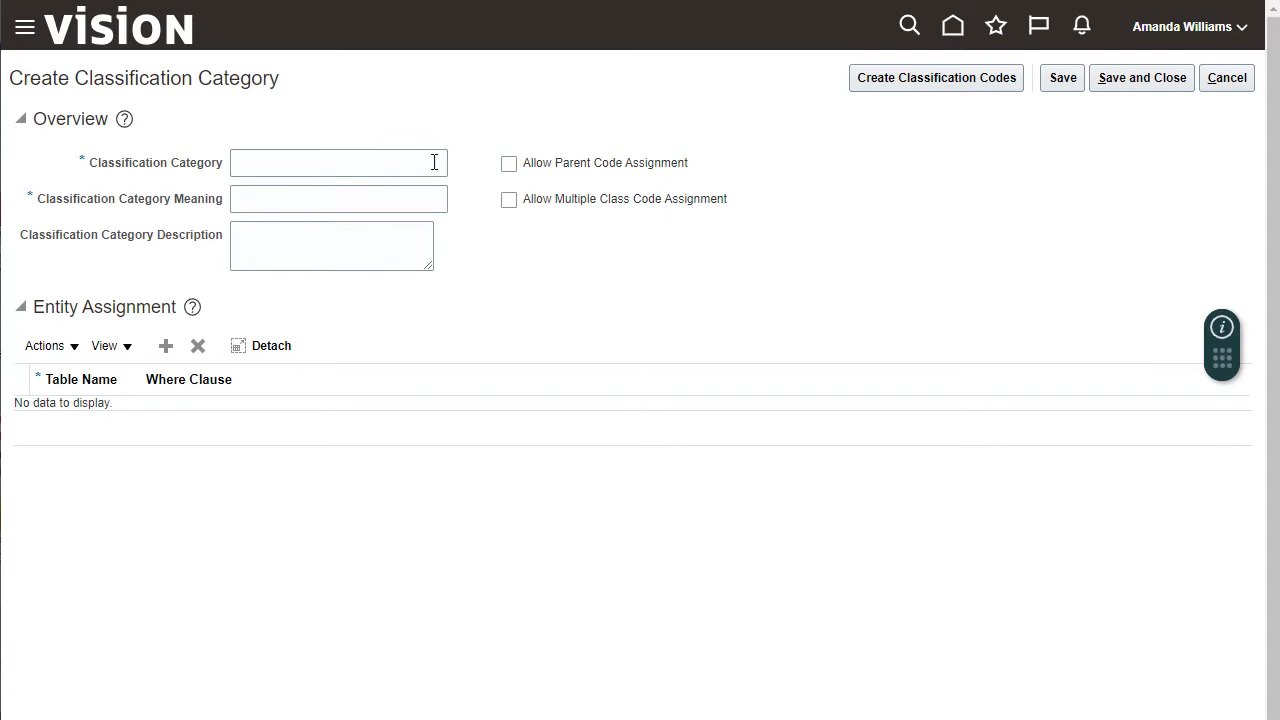 VISION
Amanda Williams
Create Classification Category
Create Classification Codes
Save
Save and Close
Cancel
Overview ?
* Classification Category
Allow Parent Code Assignment
* Classification Category Meaning
Allow Multiple Class Code Assignment
Classification Category Description
Entity Assignment ?
Actions View Detach
* Table Name Where Clause
No data to display.